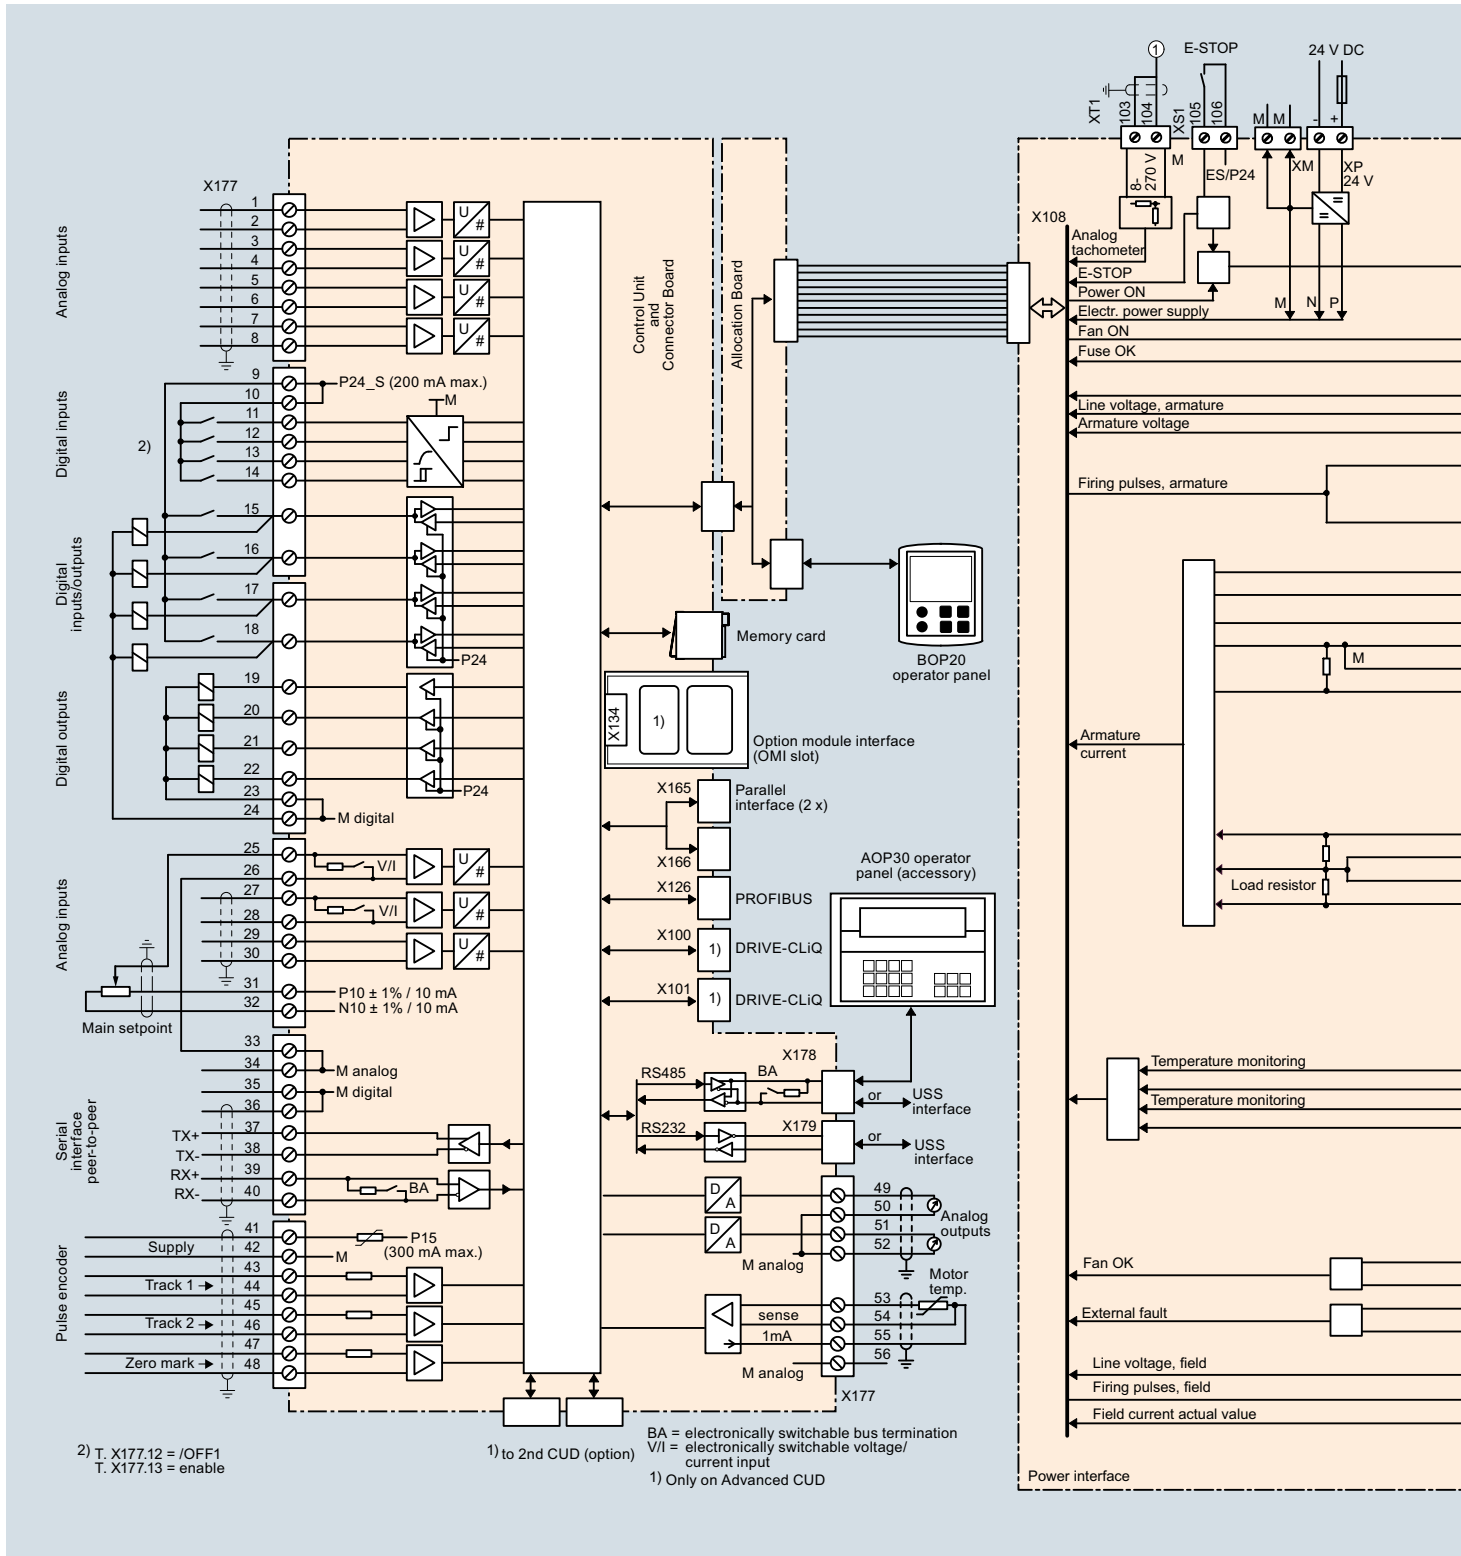 X177
Analog inputs
1
2
3
4
5
6
7
8
U
#
U
#
U
#
U
#
Digital inputs
9
10
11
12
13
14
2)
P24_S (200 mA max.)
M
Digital
inputs/outputs
15
16
17
18
P24
Digital outputs
19
20
21
22
23
24
P24
M digital
Analog inputs
25
26
27
28
29
30
31
32
V/I
V/I
U
#
U
#
U
#
P10 ± 1% / 10 mA
N10 ± 1% / 10 mA
Main setpoint
33
34
35
36
M analog
M digital
Serial
interface
peer-to-peer
TX+
TX-
RX+
RX-
37
38
39
40
BA
Pulse encoder
Supply
Track 1
Track 2
Zero mark
41
42
43
44
45
46
47
48
P15
(300 mA max.)
M
Control Unit
and
Connector Board
Allocation Board
Memory card
BOP20
operator panel
X134
1)
Option module interface
(OMI slot)
X165
Parallel
interface (2 x)
X166
X126
PROFIBUS
X100
1)
DRIVE-CLiQ
X101
1)
DRIVE-CLiQ
AOP30 operator
panel (accessory)
X178
RS485
BA
or
USS
interface
RS232
X179
or
USS
interface
D
A
D
A
49
50
51
52
M analog
Analog
outputs
Motor
temp.
53
54
55
56
sense
1mA
M analog
X177
1
E-STOP
24 V DC
XT1
103
104
XS1
105
106
M
M
-
+
8-
270 V
M
ES/P24
XM
XP
24 V
X108
Analog
tachometer
E-STOP
Power ON
Electr. power supply
M
N
P
Fan ON
Fuse OK
Line voltage, armature
Armature voltage
Firing pulses, armature
M
Armature
current
Load resistor
Temperature monitoring
Temperature monitoring
Fan OK
External fault
Line voltage, field
Firing pulses, field
Field current actual value
Power interface
2) T. X177.12 = /OFF1
T. X177.13 = enable
1) to 2nd CUD (option)
BA = electronically switchable bus termination
V/I = electronically switchable voltage/
current input
1) Only on Advanced CUD